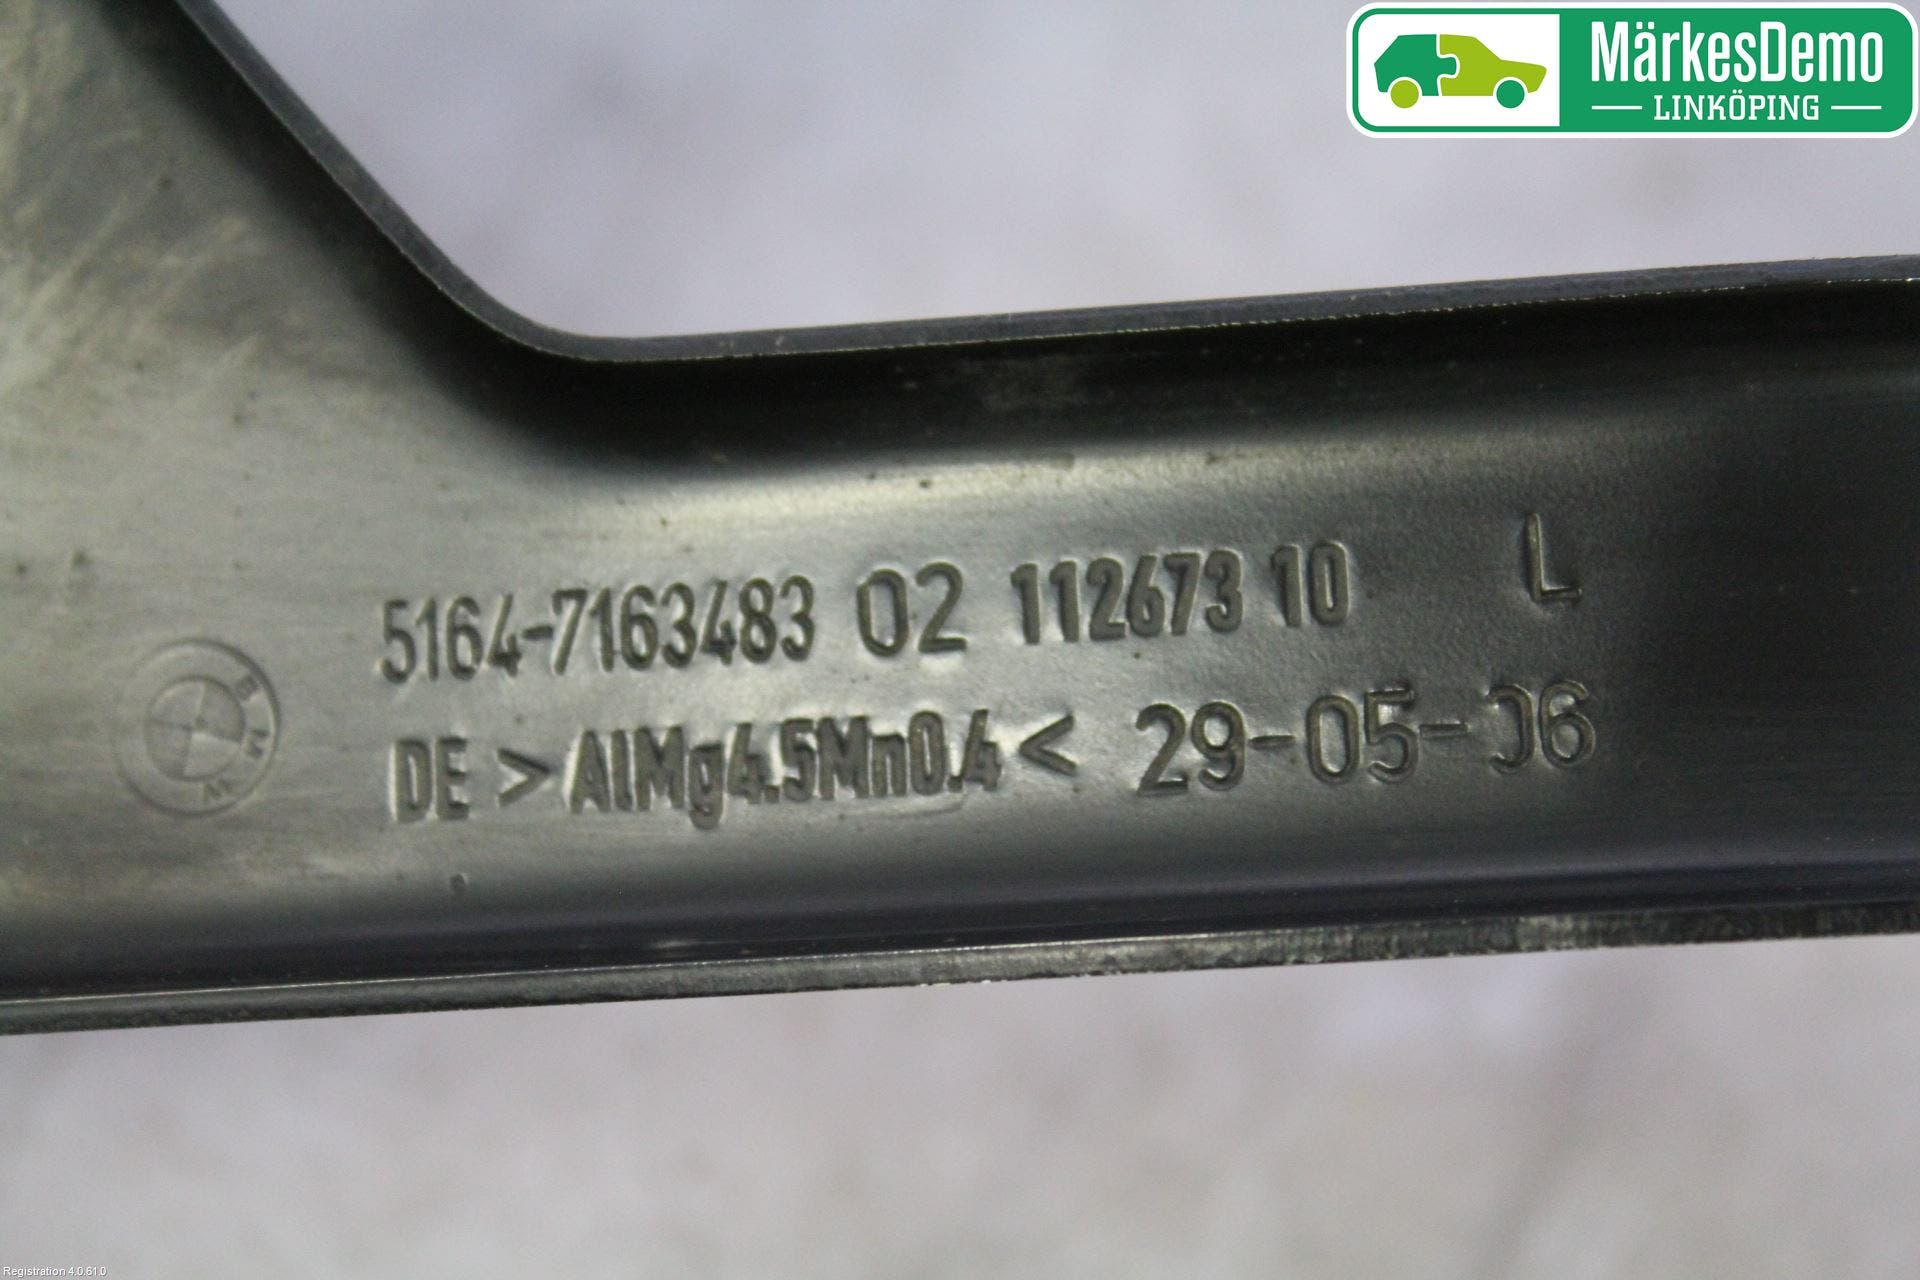 MärkesDemo
LINKÖPING
5164-7163483 02 112673 10 L
BMW
DE >AlMg4.5Mn0.4< 29-05-06
Registration 4.0.61.0